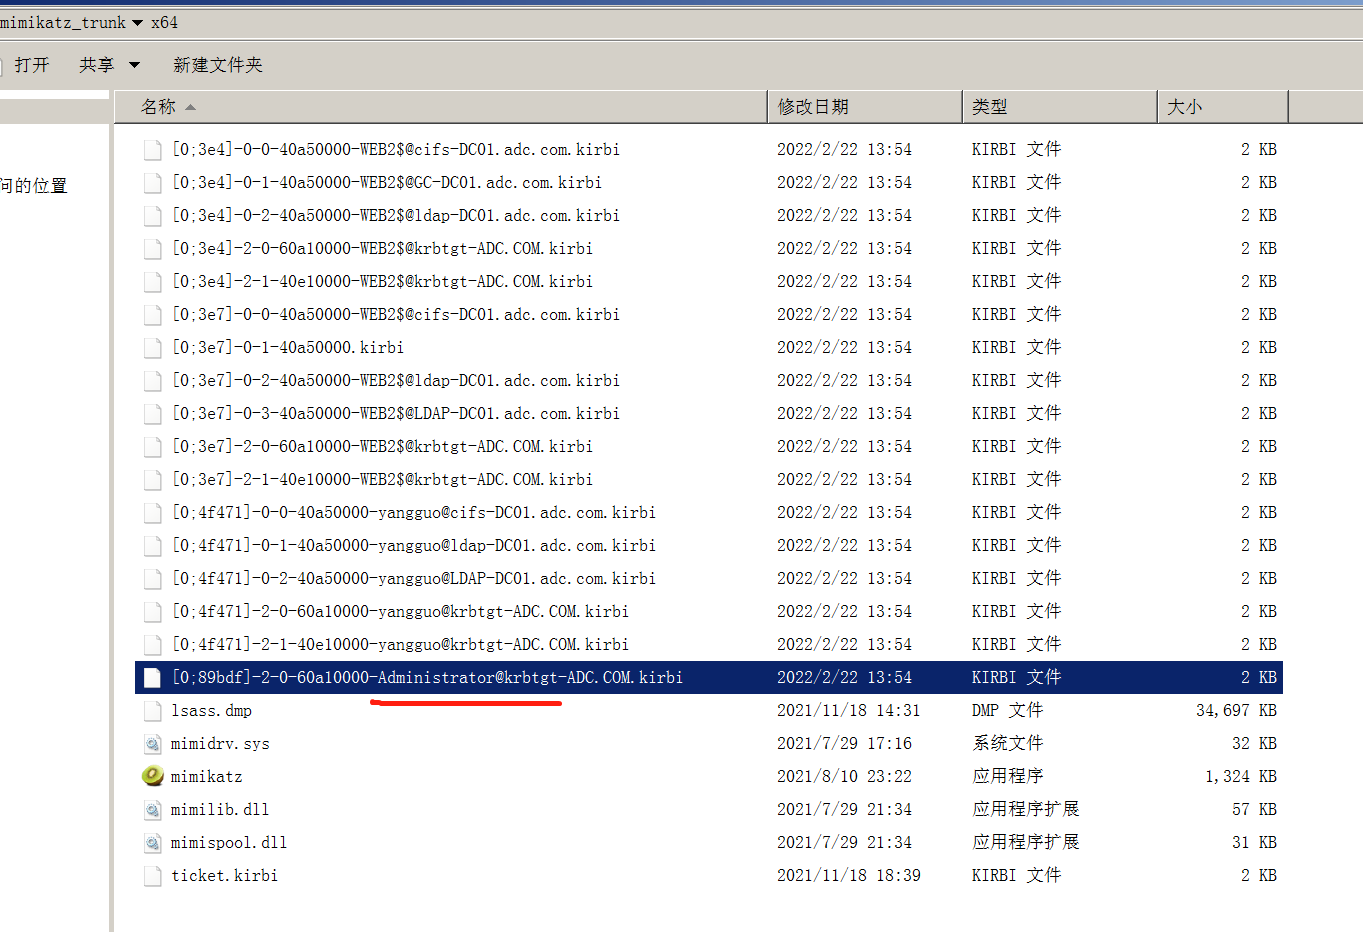 mimikatz_trunk x64
打开 共享 新建文件夹
名称 修改日期 类型 大小
[0;3e4]-0-0-40a50000-WEB2$@cifs-DC01.adc.com.kirbi 2022/2/22 13:54 KIRBI 文件 2 KB
[0;3e4]-0-1-40a50000-WEB2$@GC-DC01.adc.com.kirbi 2022/2/22 13:54 KIRBI 文件 2 KB
问的位置
[0;3e4]-0-2-40a50000-WEB2$@ldap-DC01.adc.com.kirbi 2022/2/22 13:54 KIRBI 文件 2 KB
[0;3e4]-2-0-60a10000-WEB2$@krbtgt-ADC.COM.kirbi 2022/2/22 13:54 KIRBI 文件 2 KB
[0;3e4]-2-1-40e10000-WEB2$@krbtgt-ADC.COM.kirbi 2022/2/22 13:54 KIRBI 文件 2 KB
[0;3e7]-0-0-40a50000-WEB2$@cifs-DC01.adc.com.kirbi 2022/2/22 13:54 KIRBI 文件 2 KB
[0;3e7]-0-1-40a50000.kirbi 2022/2/22 13:54 KIRBI 文件 2 KB
[0;3e7]-0-2-40a50000-WEB2$@ldap-DC01.adc.com.kirbi 2022/2/22 13:54 KIRBI 文件 2 KB
[0;3e7]-0-3-40a50000-WEB2$@LDAP-DC01.adc.com.kirbi 2022/2/22 13:54 KIRBI 文件 2 KB
[0;3e7]-2-0-60a10000-WEB2$@krbtgt-ADC.COM.kirbi 2022/2/22 13:54 KIRBI 文件 2 KB
[0;3e7]-2-1-40e10000-WEB2$@krbtgt-ADC.COM.kirbi 2022/2/22 13:54 KIRBI 文件 2 KB
[0;4f471]-0-0-40a50000-yangguo@cifs-DC01.adc.com.kirbi 2022/2/22 13:54 KIRBI 文件 2 KB
[0;4f471]-0-1-40a50000-yangguo@ldap-DC01.adc.com.kirbi 2022/2/22 13:54 KIRBI 文件 2 KB
[0;4f471]-0-2-40a50000-yangguo@LDAP-DC01.adc.com.kirbi 2022/2/22 13:54 KIRBI 文件 2 KB
[0;4f471]-2-0-60a10000-yangguo@krbtgt-ADC.COM.kirbi 2022/2/22 13:54 KIRBI 文件 2 KB
[0;4f471]-2-1-40e10000-yangguo@krbtgt-ADC.COM.kirbi 2022/2/22 13:54 KIRBI 文件 2 KB
[0;89bdf]-2-0-60a10000-Administrator@krbtgt-ADC.COM.kirbi 2022/2/22 13:54 KIRBI 文件 2 KB
lsass.dmp 2021/11/18 14:31 DMP 文件 34,697 KB
mimidrv.sys 2021/7/29 17:16 系统文件 32 KB
mimikatz 2021/8/10 23:22 应用程序 1,324 KB
mimilib.dll 2021/7/29 21:34 应用程序扩展 57 KB
mimispool.dll 2021/7/29 21:34 应用程序扩展 31 KB
ticket.kirbi 2021/11/18 18:39 KIRBI 文件 2 KB